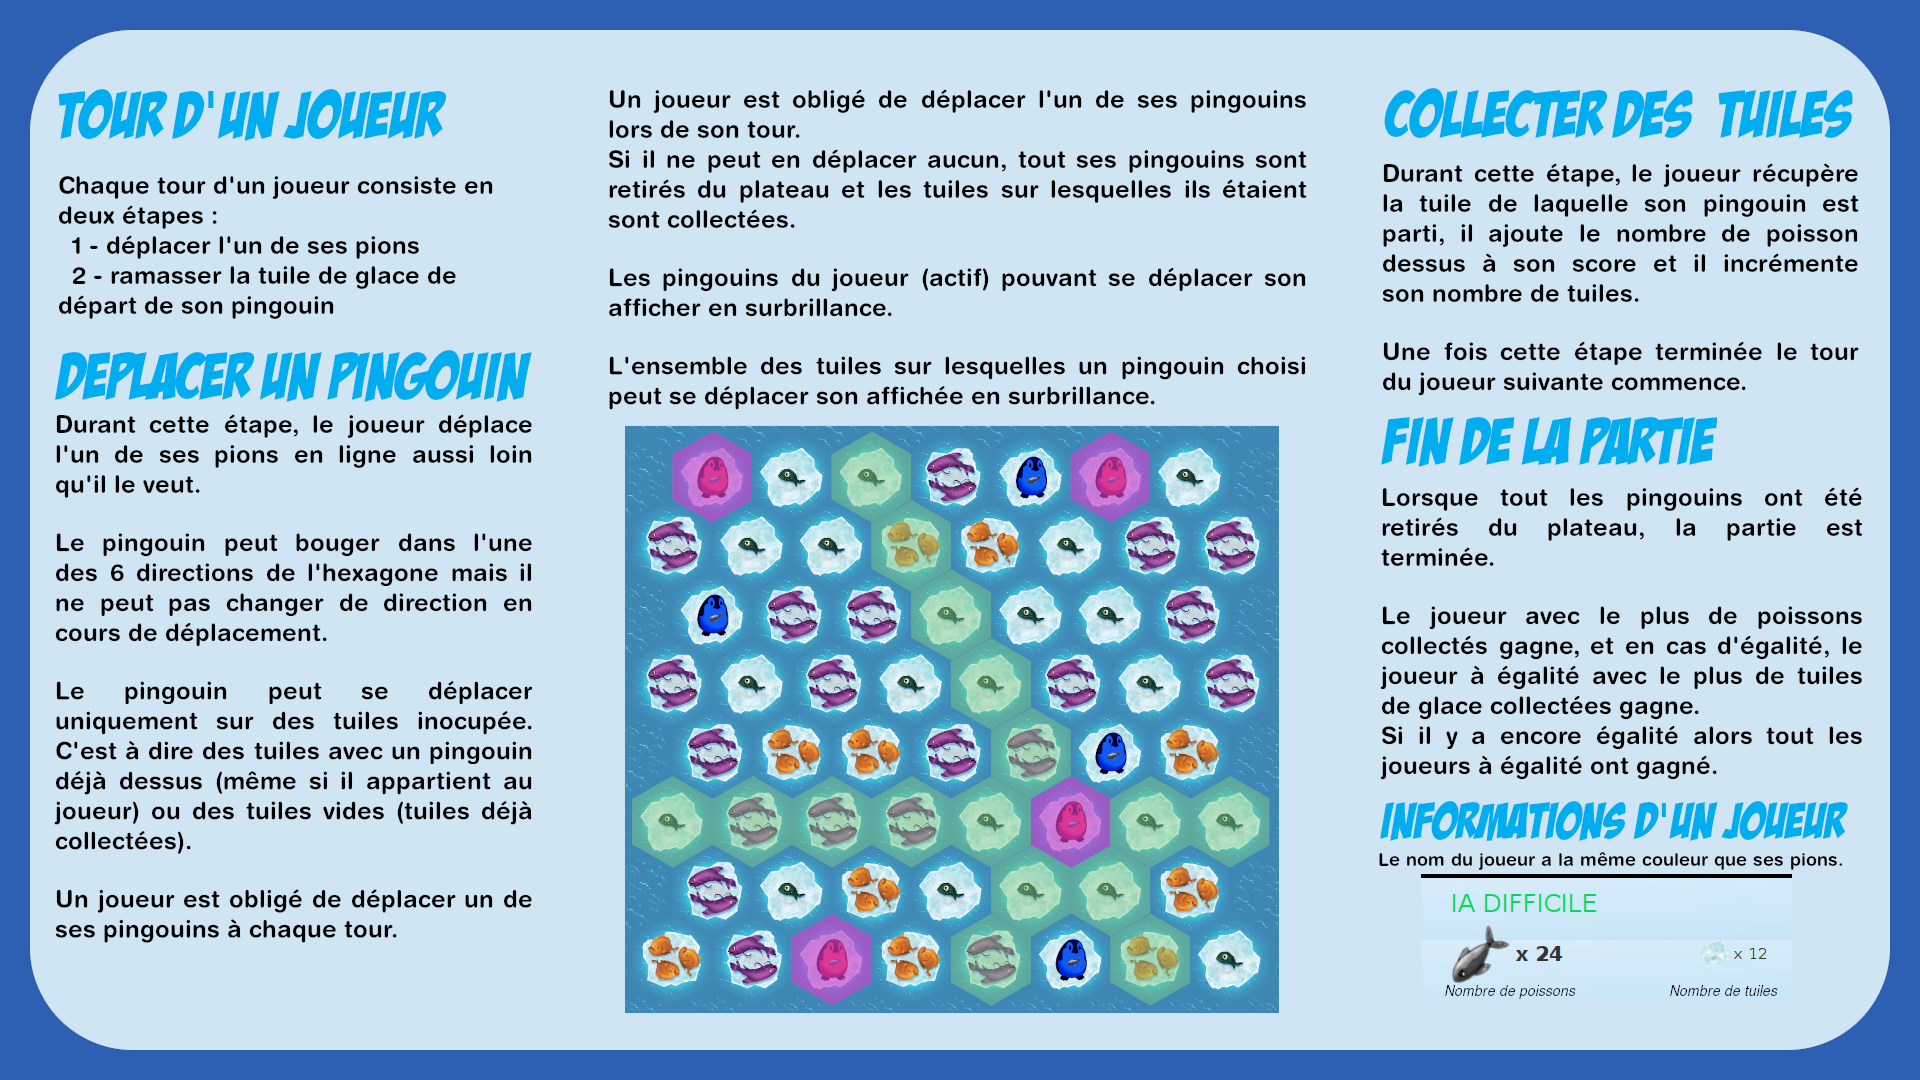 TOUR D'UN JOUEUR
Chaque tour d'un joueur consiste en
deux étapes :
1 - déplacer l'un de ses pions
2 - ramasser la tuile de glace de
départ de son pingouin
DEPLACER UN PINGOUIN
Durant cette étape, le joueur déplace
l'un de ses pions en ligne aussi loin
qu'il le veut.
Le pingouin peut bouger dans l'une
des 6 directions de l'hexagone mais il
ne peut pas changer de direction en
cours de déplacement.
Le pingouin peut se déplacer
uniquement sur des tuiles inocupée.
C'est à dire des tuiles avec un pingouin
déjà dessus (même si il appartient au
joueur) ou des tuiles vides (tuiles déjà
collectées).
Un joueur est obligé de déplacer un de
ses pingouins à chaque tour.
Un joueur est obligé de déplacer l'un de ses pingouins
lors de son tour.
Si il ne peut en déplacer aucun, tout ses pingouins sont
retirés du plateau et les tuiles sur lesquelles ils étaient
sont collectées.
Les pingouins du joueur (actif) pouvant se déplacer son
afficher en surbrillance.
L'ensemble des tuiles sur lesquelles un pingouin choisi
peut se déplacer son affichée en surbrillance.
COLLECTER DES TUILES
Durant cette étape, le joueur récupère
la tuile de laquelle son pingouin est
parti, il ajoute le nombre de poisson
dessus à son score et il incrémente
son nombre de tuiles.
Une fois cette étape terminée le tour
du joueur suivante commence.
FIN DE LA PARTIE
Lorsque tout les pingouins ont été
retirés du plateau, la partie est
terminée.
Le joueur avec le plus de poissons
collectés gagne, et en cas d'égalité, le
joueur à égalité avec le plus de tuiles
de glace collectées gagne.
Si il y a encore égalité alors tout les
joueurs à égalité ont gagné.
INFORMATIONS D'UN JOUEUR
Le nom du joueur a la même couleur que ses pions.
IA DIFFICILE
x 24 x 12
Nombre de poissons Nombre de tuiles